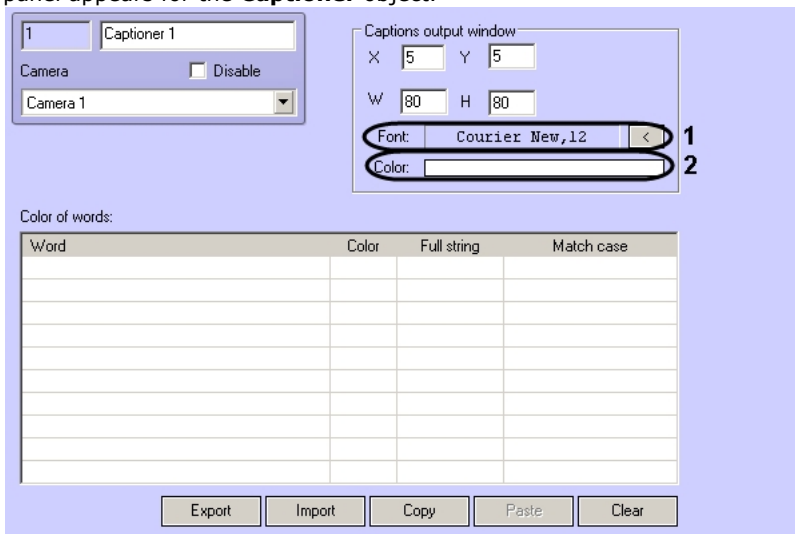 panel appears for the Captioner object.
1 Captioner 1
Camera Disable
Camera 1
Captions output window
X 5 Y 5
W 80 H 80
Font: Courier New,12 < 1
Color: 2
Color of words:
Word Color Full string Match case
Export Import Copy Paste Clear